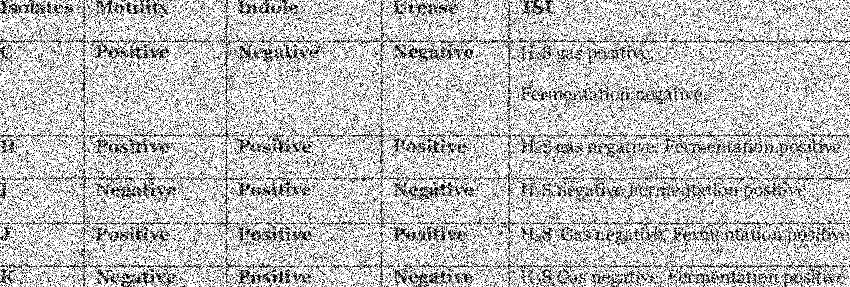 Isolates Motility Indole Urease TSI
Positive Negative Negative H2S gas positive,
Fermentation negative.
Positive Positive Positive H2S gas negative, Fermentation positive
I Negative Positive Negative H2S negative Fermentation positive
J Positive Positive Positive H2S Gas negative, Fermentation positive
K Negative Positive Negative H2S Gas negative, Fermentation positive